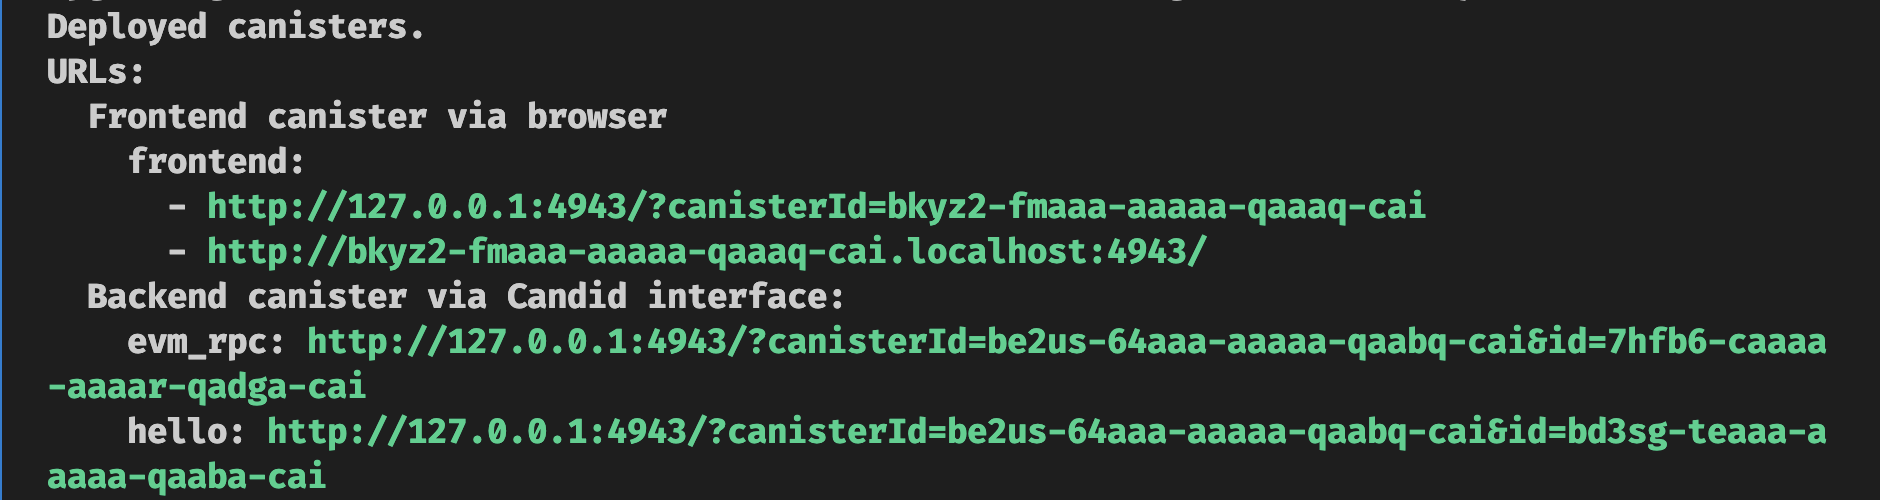 Deployed canisters.
URLs:
Frontend canister via browser
frontend:
- http://127.0.0.1:4943/?canisterId=bkyz2-fmaaa-aaaaa-qaaaq-cai
- http://bkyz2-fmaaa-aaaaa-qaaaq-cai.localhost:4943/
Backend canister via Candid interface:
evm_rpc: http://127.0.0.1:4943/?canisterId=be2us-64aaa-aaaaa-qaabq-cai&id=7hfb6-caaaa
-aaaar-qadga-cai
hello: http://127.0.0.1:4943/?canisterId=be2us-64aaa-aaaaa-qaabq-cai&id=bd3sg-teaaa-a
aaaa-qaaba-cai